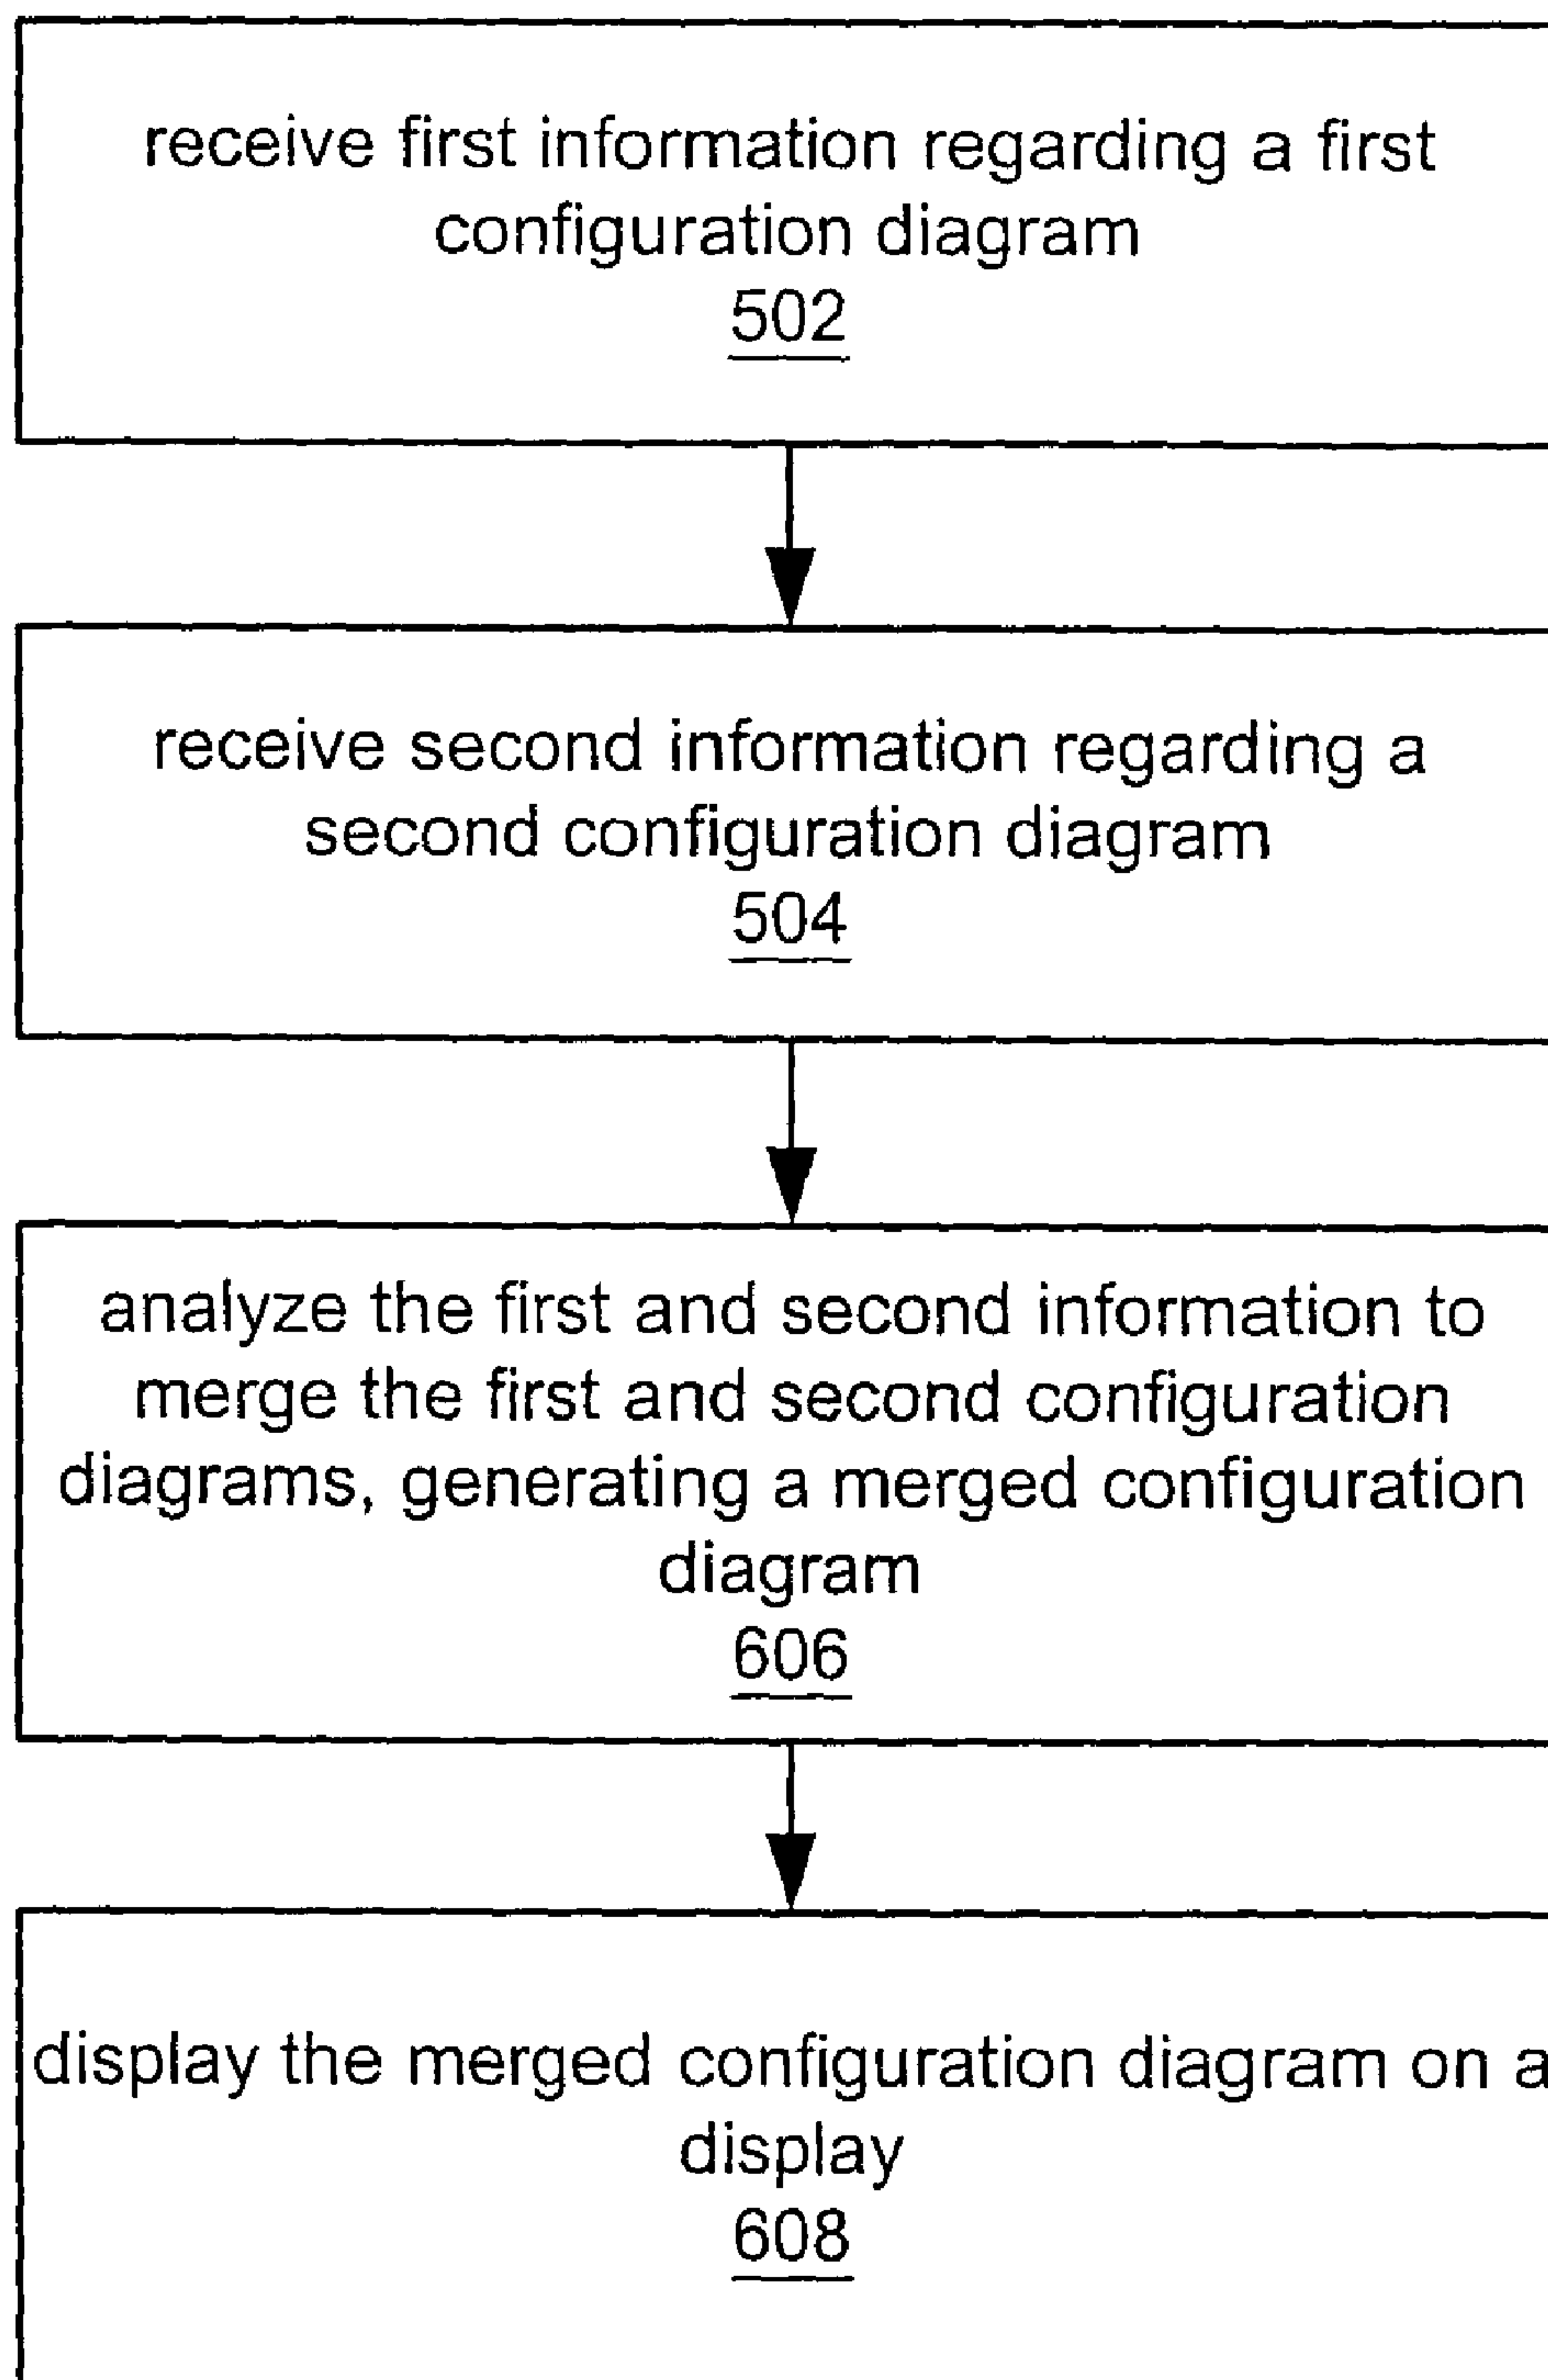 receive first information regarding a first
configuration diagram
502
receive second information regarding a
second configuration diagram
504
analyze the first and second information to
merge the first and second configuration
diagrams, generating a merged configuration
diagram
606
display the merged configuration diagram on a
display
608